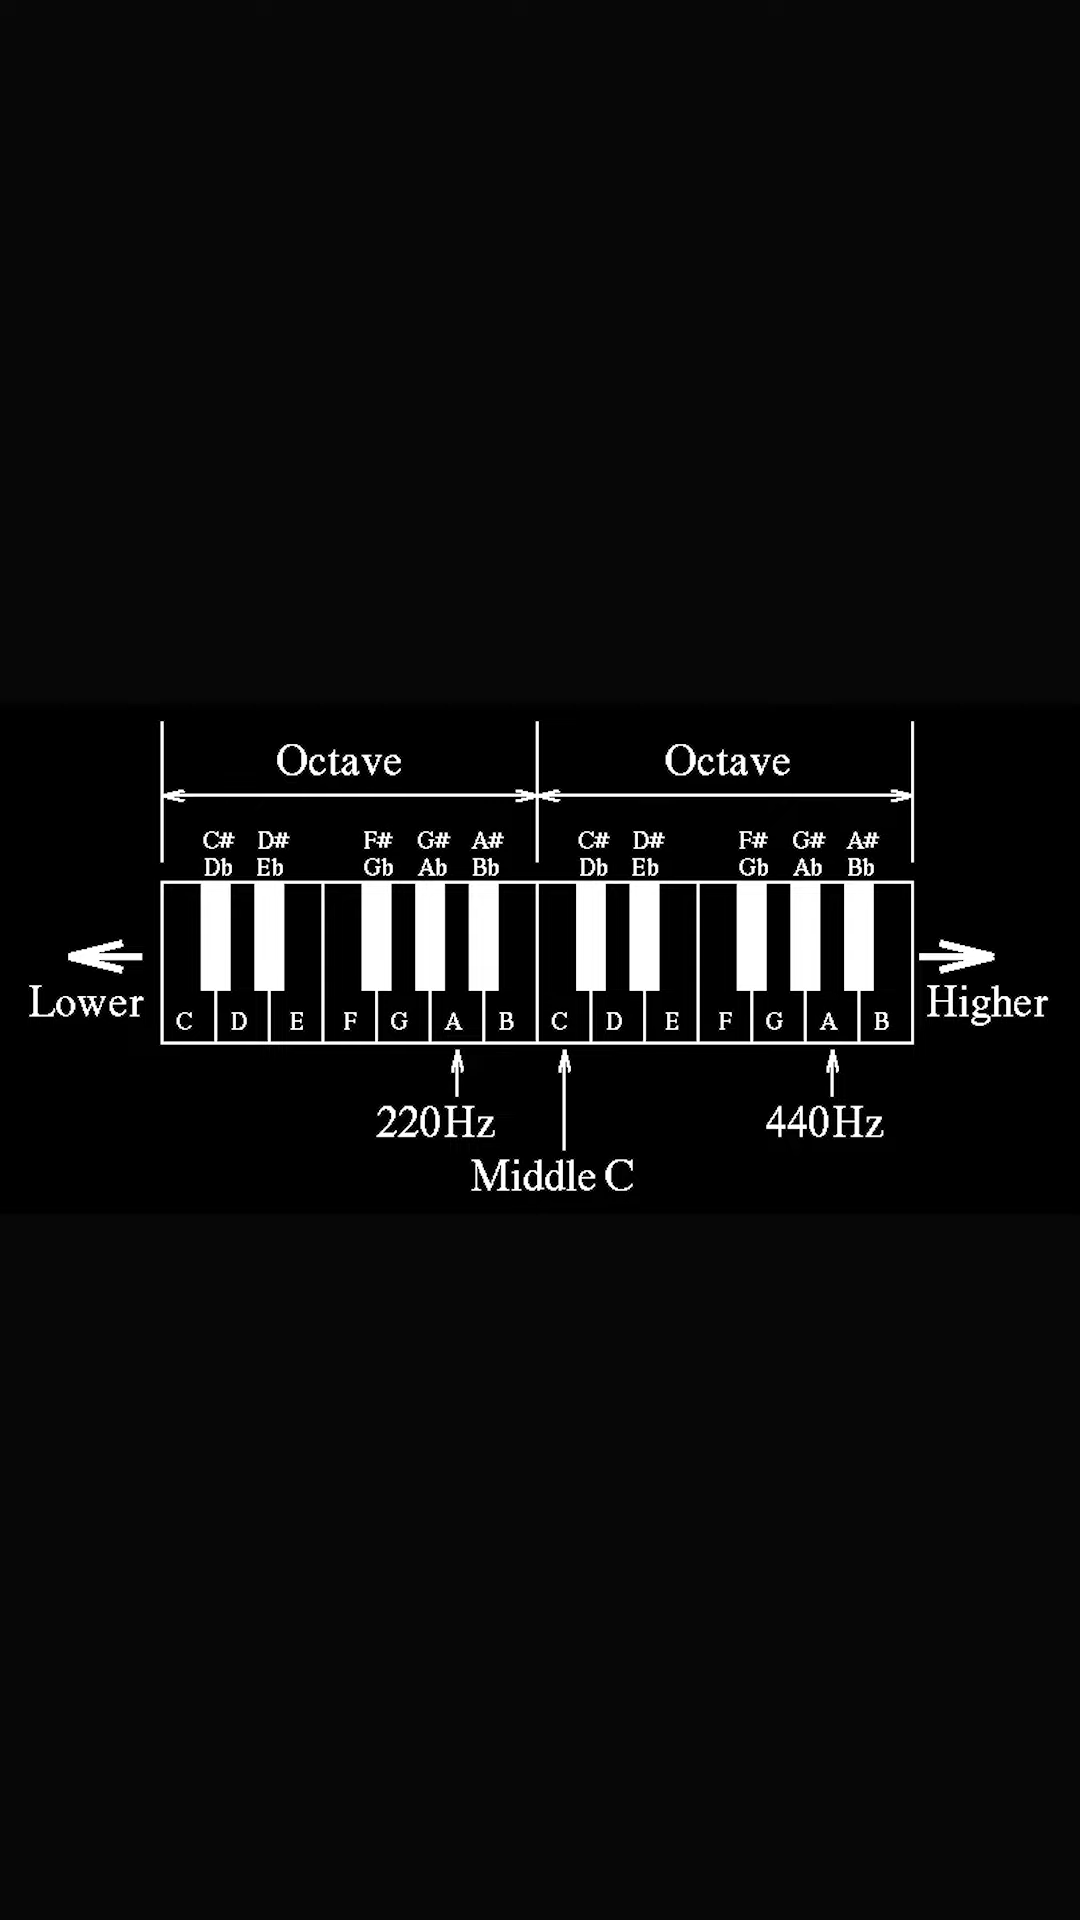 Octave Octave
C# D# F# G# A# C# D# F# G# A#
Db Eb Gb Ab Bb Db Eb Gb Ab Bb
Lower Higher
C D E F G A B C D E F G A B
220Hz 440Hz
Middle C